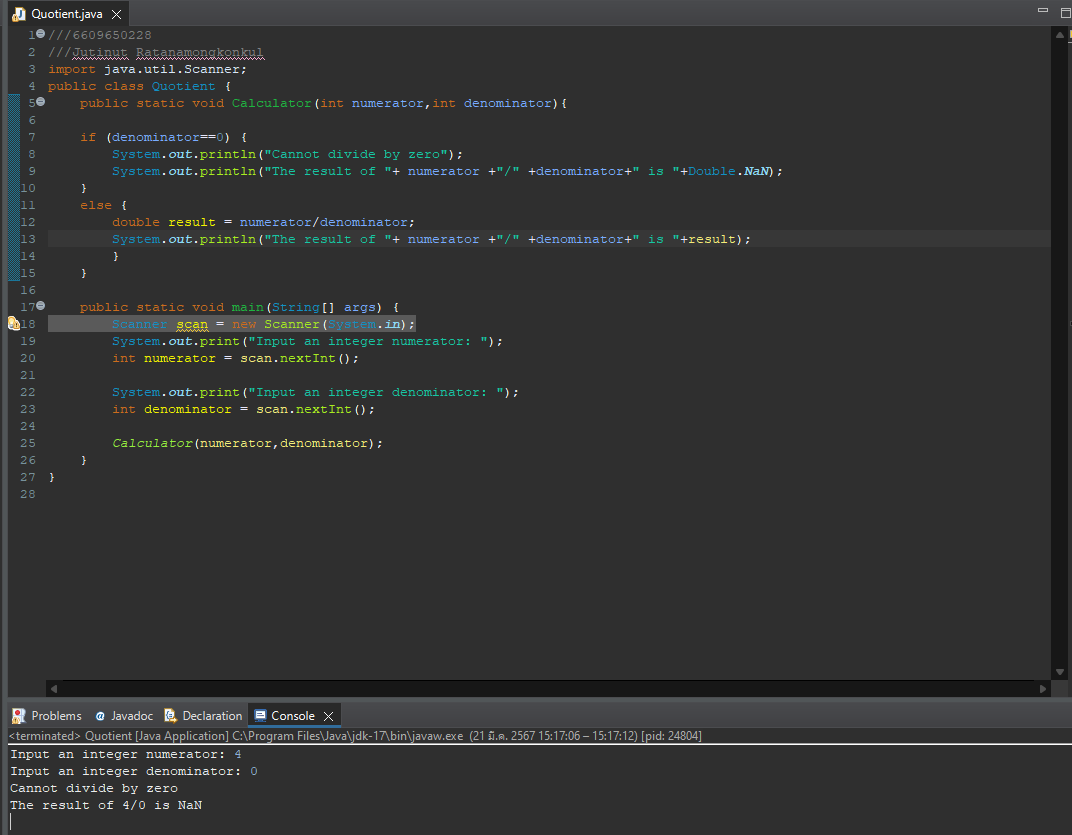 Quotient.java
1 ///6609650228
2 ///Jutinut Ratanamongkonkul
3 import java.util.Scanner;
4 public class Quotient {
5 public static void Calculator(int numerator,int denominator){
6
7 if (denominator==0) {
8 System.out.println("Cannot divide by zero");
9 System.out.println("The result of "+ numerator +"/" +denominator+" is "+Double.NaN);
10 }
11 else {
12 double result = numerator/denominator;
13 System.out.println("The result of "+ numerator +"/" +denominator+" is "+result);
14 }
15 }
16
17 public static void main(String[] args) {
18 Scanner scan = new Scanner(System.in);
19 System.out.print("Input an integer numerator: ");
20 int numerator = scan.nextInt();
21
22 System.out.print("Input an integer denominator: ");
23 int denominator = scan.nextInt();
24
25 Calculator(numerator,denominator);
26 }
27 }
28
Problems Javadoc Declaration Console
<terminated> Quotient [Java Application] C:\Program Files\Java\jdk-17\bin\javaw.exe (21 มี.ค. 2567 15:17:06 – 15:17:12) [pid: 24804]
Input an integer numerator: 4
Input an integer denominator: 0
Cannot divide by zero
The result of 4/0 is NaN